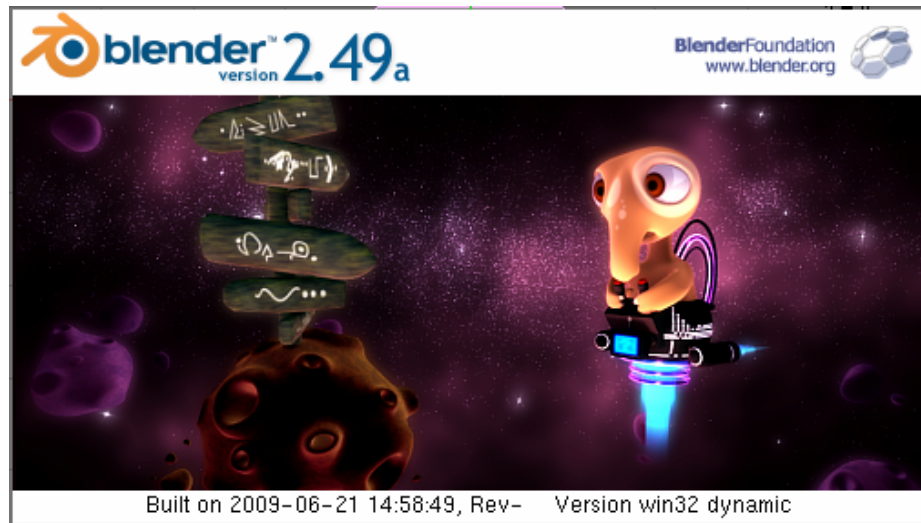 blender™
version 2.49a
BlenderFoundation
www.blender.org
Built on 2009-06-21 14:58:49, Rev-    Version win32 dynamic